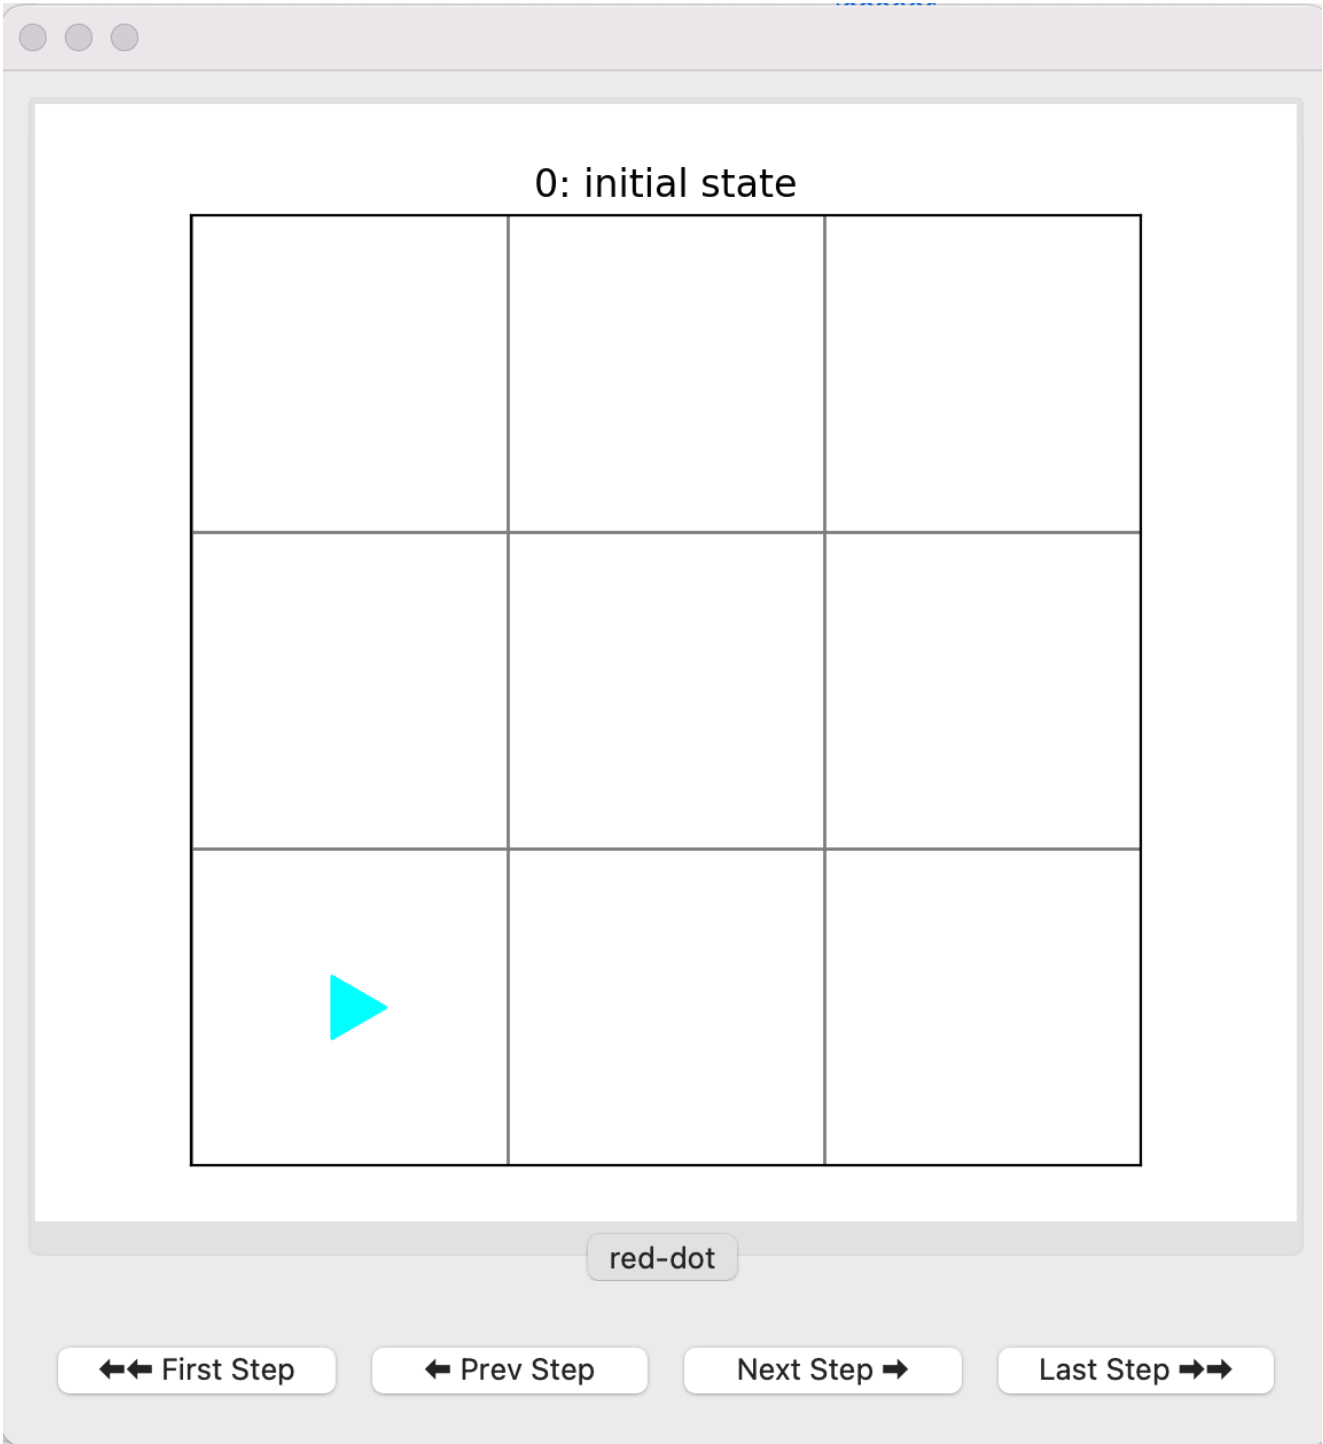 0: initial state
red-dot
⬅⬅ First Step
⬅ Prev Step
Next Step ➡
Last Step ➡➡